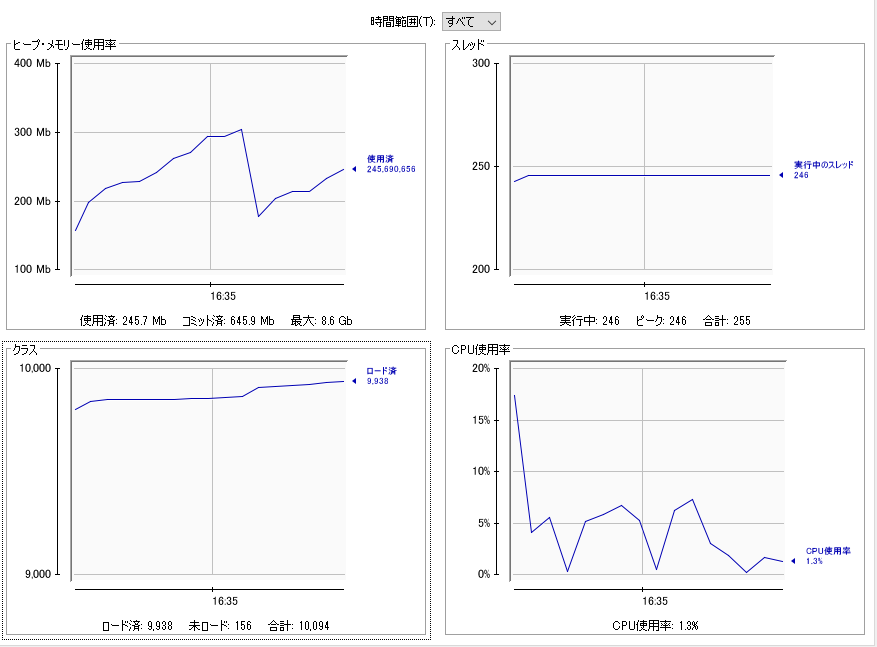 時間範囲(T): すべて
ヒープ・メモリー使用率
400 Mb
300 Mb
200 Mb
100 Mb
使用済
245,690,656
16:35
使用済: 245.7 Mb コミット済: 645.9 Mb 最大: 8.6 Gb
スレッド
300
250
200
実行中のスレッド
246
16:35
実行中: 246 ピーク: 246 合計: 255
クラス
10,000
9,000
ロード済
9,938
16:35
ロード済: 9,938 未ロード: 156 合計: 10,094
CPU使用率
20%
15%
10%
5%
0%
CPU使用率
1.3%
16:35
CPU使用率: 1.3%